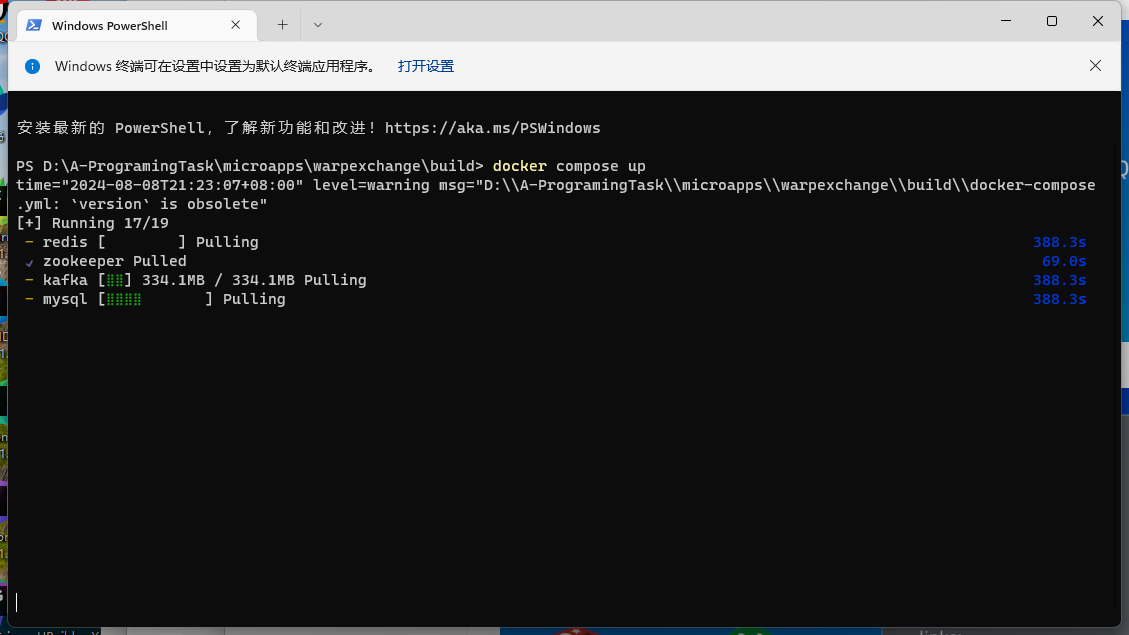 Windows PowerShell
Windows 终端可在设置中设置为默认终端应用程序。 打开设置
安装最新的 PowerShell，了解新功能和改进！https://aka.ms/PSWindows
PS D:\A-ProgramingTask\microapps\warpexchange\build> docker compose up
time="2024-08-08T21:23:07+08:00" level=warning msg="D:\\A-ProgramingTask\\microapps\\warpexchange\\build\\docker-compose
.yml: `version` is obsolete"
[+] Running 17/19
- redis [        ] Pulling 388.3s
✔ zookeeper Pulled 69.0s
- kafka [⣿⣿] 334.1MB / 334.1MB Pulling 388.3s
- mysql [⣿⣿⣿⣿       ] Pulling 388.3s